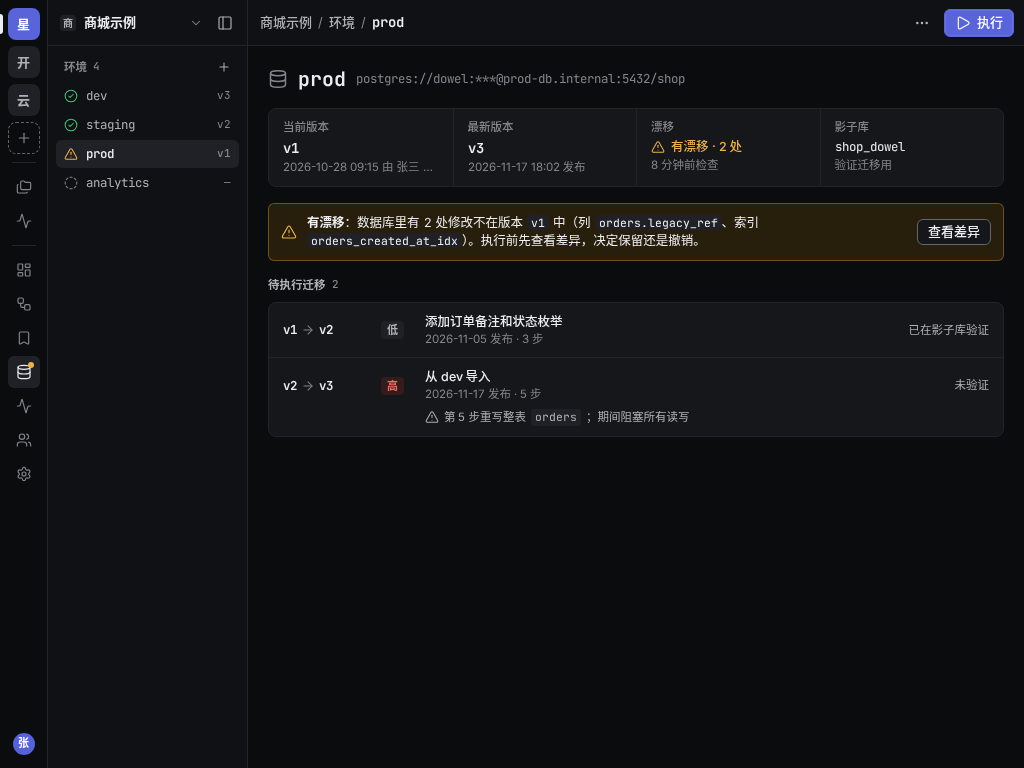 星
开
云
张
商 商城示例
环境 4
dev v3
staging v2
prod v1
analytics –
商城示例 / 环境 / prod
执行
prod postgres://dowel:***@prod-db.internal:5432/shop
当前版本
v1
2026-10-28 09:15 由 张三 …
最新版本
v3
2026-11-17 18:02 发布
漂移
有漂移 · 2 处
8 分钟前检查
影子库
shop_dowel
验证迁移用
有漂移：数据库里有 2 处修改不在版本 v1 中（列 orders.legacy_ref、索引
orders_created_at_idx）。执行前先查看差异，决定保留还是撤销。
查看差异
待执行迁移 2
v1 → v2 低 添加订单备注和状态枚举 已在影子库验证
2026-11-05 发布 · 3 步
v2 → v3 高 从 dev 导入 未验证
2026-11-17 发布 · 5 步
第 5 步重写整表 orders ；期间阻塞所有读写